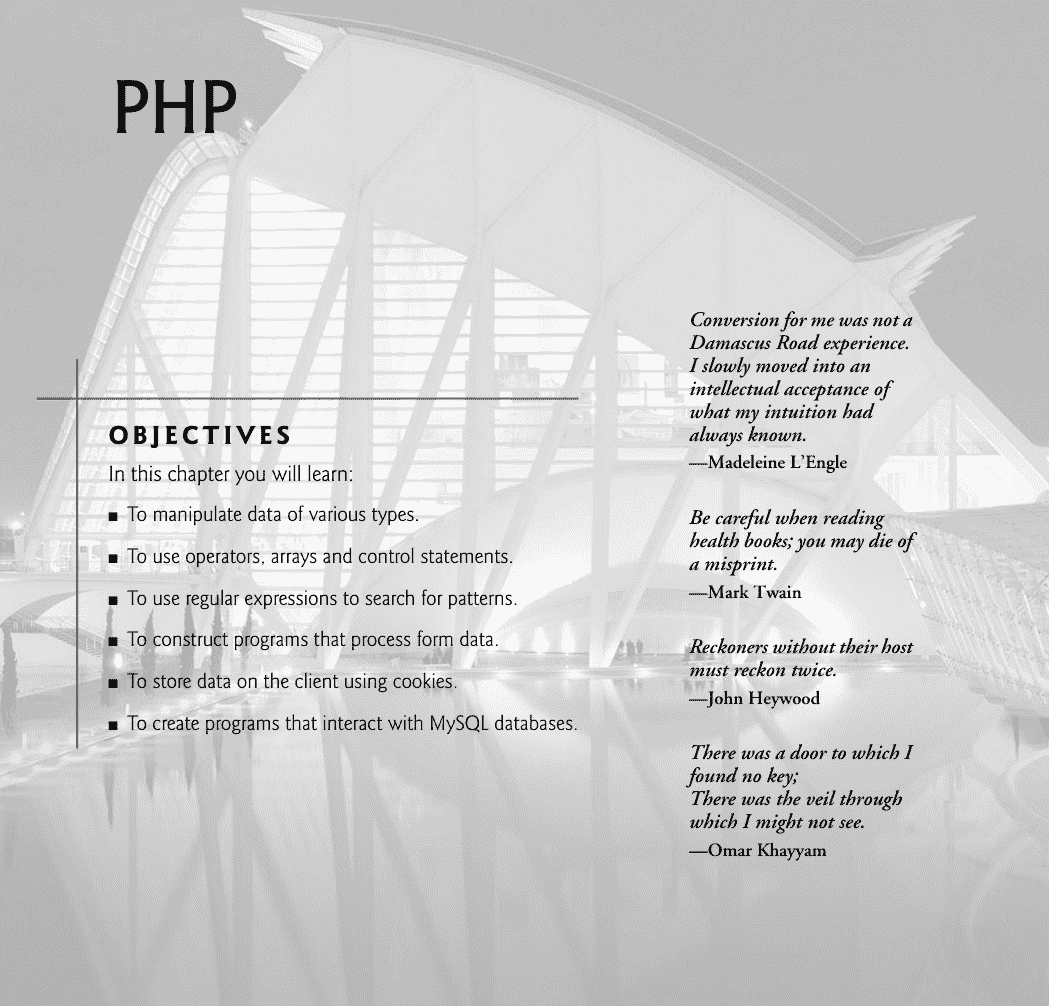 PHP
OBJECTIVES
In this chapter you will learn:
■ To manipulate data of various types.
■ To use operators, arrays and control statements.
■ To use regular expressions to search for patterns.
■ To construct programs that process form data.
■ To store data on the client using cookies.
■ To create programs that interact with MySQL databases.
Conversion for me was not a
Damascus Road experience.
I slowly moved into an
intellectual acceptance of
what my intuition had
always known.
—Madeleine L’Engle
Be careful when reading
health books; you may die of
a misprint.
—Mark Twain
Reckoners without their host
must reckon twice.
—John Heywood
There was a door to which I
found no key;
There was the veil through
which I might not see.
—Omar Khayyam